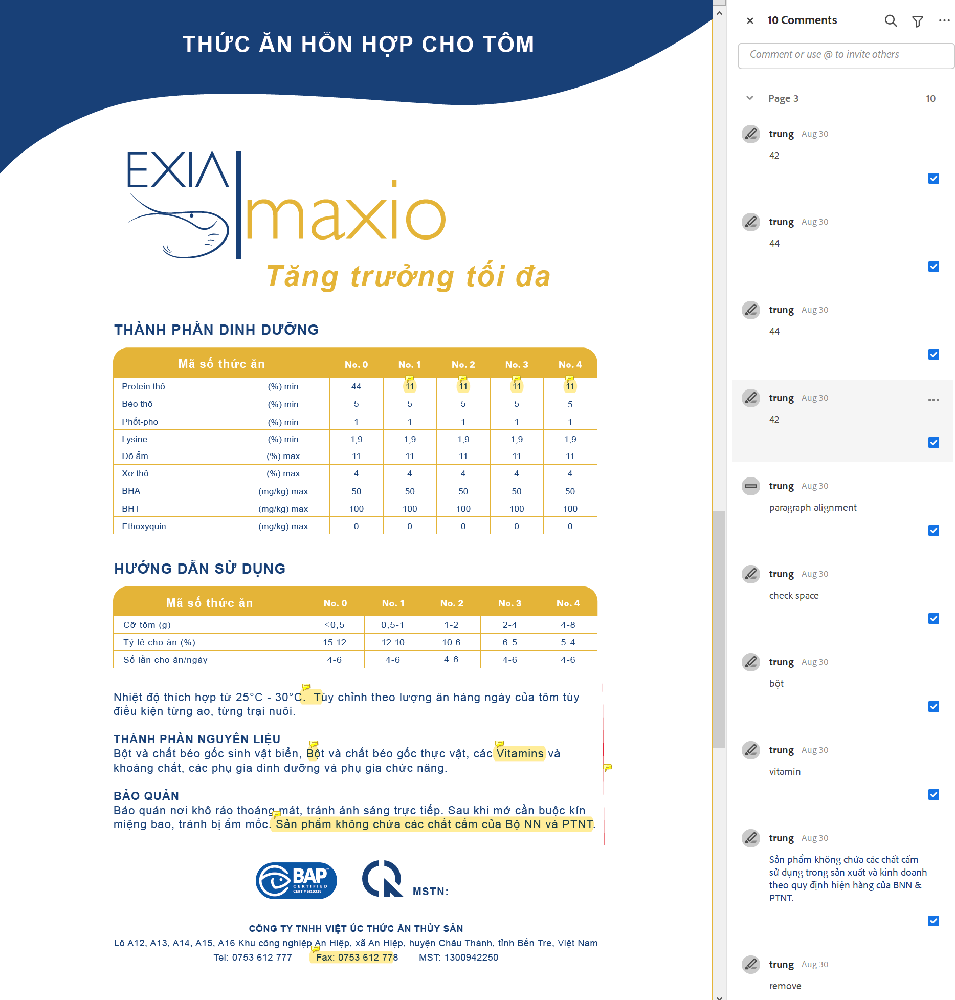 THỨC ĂN HỖN HỢP CHO TÔM
EXIA
maxio
Tăng trưởng tối đa
THÀNH PHẦN DINH DƯỠNG
Mã số thức ăn No. 0 No. 1 No. 2 No. 3 No. 4
Protein thô (%) min 44 11 11 11 11
Béo thô (%) min 5 5 5 5 5
Phốt-pho (%) min 1 1 1 1 1
Lysine (%) min 1,9 1,9 1,9 1,9 1,9
Độ ẩm (%) max 11 11 11 11 11
Xơ thô (%) max 4 4 4 4 4
BHA (mg/kg) max 50 50 50 50 50
BHT (mg/kg) max 100 100 100 100 100
Ethoxyquin (mg/kg) max 0 0 0 0 0
HƯỚNG DẪN SỬ DỤNG
Mã số thức ăn No. 0 No. 1 No. 2 No. 3 No. 4
Cỡ tôm (g) <0,5 0,5-1 1-2 2-4 4-8
Tỷ lệ cho ăn (%) 15-12 12-10 10-6 6-5 5-4
Số lần cho ăn/ngày 4-6 4-6 4-6 4-6 4-6
Nhiệt độ thích hợp từ 25°C - 30°C.  Tùy chỉnh theo lượng ăn hàng ngày của tôm tùy
điều kiện từng ao, từng trại nuôi.
THÀNH PHẦN NGUYÊN LIỆU
Bột và chất béo gốc sinh vật biển, Bột và chất béo gốc thực vật, các Vitamins và
khoáng chất, các phụ gia dinh dưỡng và phụ gia chức năng.
BẢO QUẢN
Bảo quản nơi khô ráo thoáng mát, tránh ánh sáng trực tiếp. Sau khi mở cần buộc kín
miệng bao, tránh bị ẩm mốc. Sản phẩm không chứa các chất cấm của Bộ NN và PTNT.
BAP™
CERTIFIED
CERT # M10239
MSTN:
CÔNG TY TNHH VIỆT ÚC THỨC ĂN THỦY SẢN
Lô A12, A13, A14, A15, A16 Khu công nghiệp An Hiệp, xã An Hiệp, huyện Châu Thành, tỉnh Bến Tre, Việt Nam
Tel: 0753 612 777 Fax: 0753 612 778 MST: 1300942250
10 Comments
Comment or use @ to invite others
Page 3 10
trung Aug 30
42
trung Aug 30
44
trung Aug 30
44
trung Aug 30
42
trung Aug 30
paragraph alignment
trung Aug 30
check space
trung Aug 30
bột
trung Aug 30
vitamin
trung Aug 30
Sản phẩm không chứa các chất cấm
sử dụng trong sản xuất và kinh doanh
theo quy định hiện hàng của BNN &
PTNT.
trung Aug 30
remove